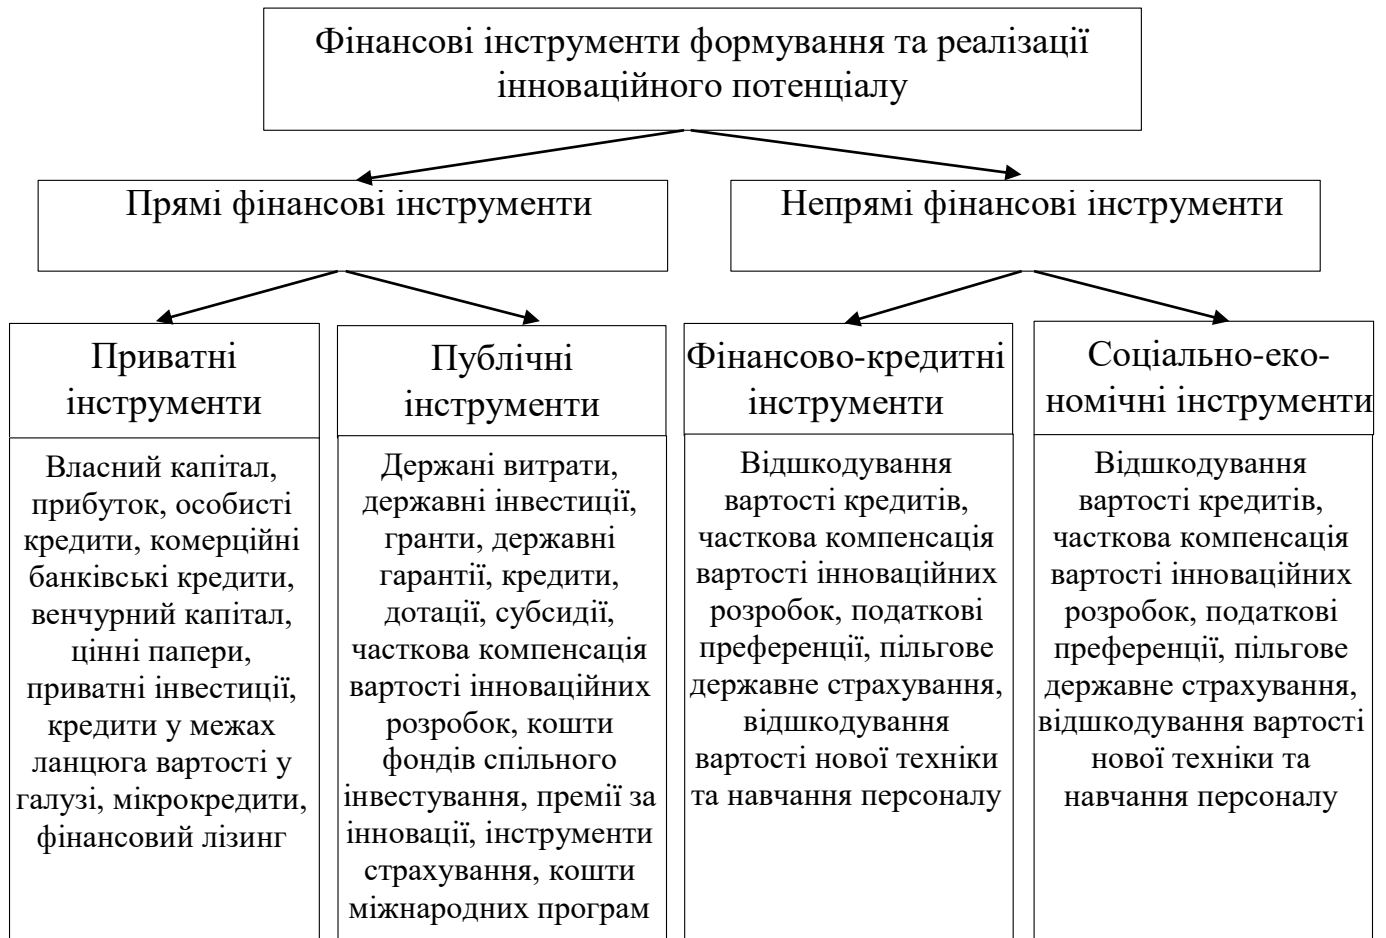 Фінансові інструменти формування та реалізації
інноваційного потенціалу
Прямі фінансові інструменти
Непрямі фінансові інструменти
Приватні
інструменти
Власний капітал,
прибуток, особисті
кредити, комерційні
банківські кредити,
венчурний капітал,
цінні папери,
приватні інвестиції,
кредити у межах
ланцюга вартості у
галузі, мікрокредити,
фінансовий лізинг
Публічні
інструменти
Держані витрати,
державні інвестиції,
гранти, державні
гарантії, кредити,
дотації, субсидії,
часткова компенсація
вартості інноваційних
розробок, кошти
фондів спільного
інвестування, премії за
інновації, інструменти
страхування, кошти
міжнародних програм
Фінансово-кредитні
інструменти
Відшкодування
вартості кредитів,
часткова компенсація
вартості інноваційних
розробок, податкові
преференції, пільгове
державне страхування,
відшкодування
вартості нової техніки
та навчання персоналу
Соціально-еко-
номічні інструменти
Відшкодування
вартості кредитів,
часткова компенсація
вартості інноваційних
розробок, податкові
преференції, пільгове
державне страхування,
відшкодування вартості
нової техніки та
навчання персоналу